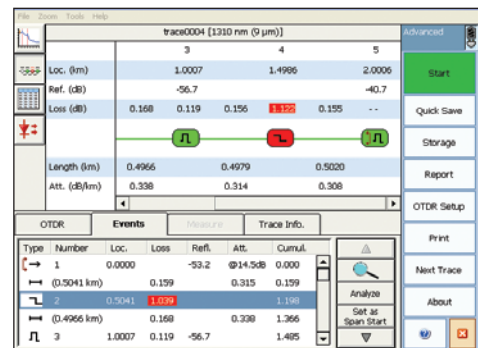 File Zoom Tools Help
trace0004 [1310 nm (9 µm)]
Advanced
3 4 5
Loc. (km) 1.0007 1.4986 2.0006
Ref. (dB) -56.7 -40.7
Loss (dB) 0.168 0.119 0.156 1.122 0.155 --
Length (km) 0.4966 0.4979 0.5020
Att. (dB/km) 0.338 0.314 0.308
OTDR Events Measure Trace Info.
Type Number Loc. Loss Refl. Att. Cumul.
1 0.0000 -53.2 @14.5dB 0.000
(0.5041 km) 0.159 0.315 0.159
2 0.5041 1.039 1.198
(0.4966 km) 0.168 0.338 1.366
3 1.0007 0.119 -56.7 1.485
Analyze
Set as
Span Start
Start
Quick Save
Storage
Report
OTDR Setup
Print
Next Trace
About